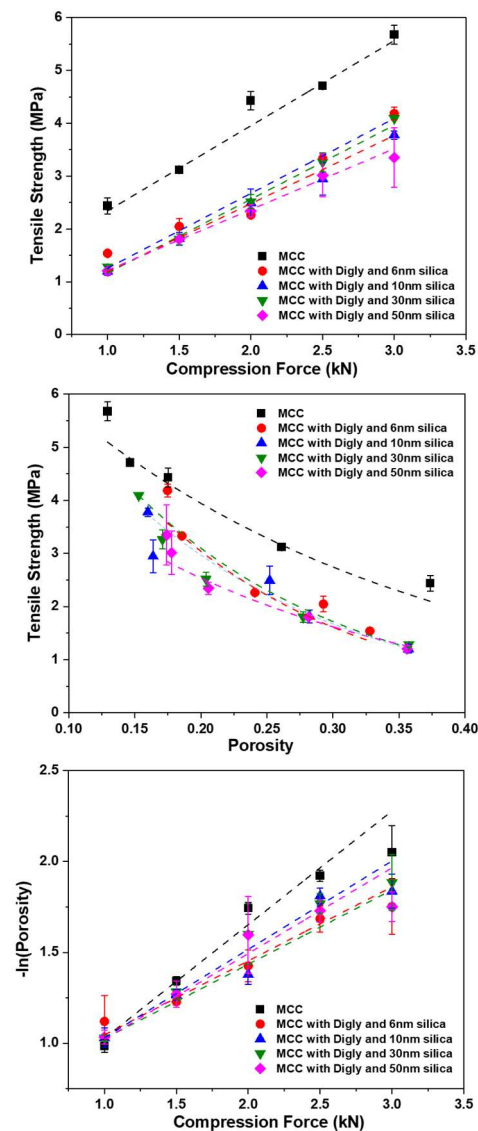 6
5
4
3
2
1
0
Tensile Strength (MPa)
MCC
MCC with Digly and 6nm silica
MCC with Digly and 10nm silica
MCC with Digly and 30nm silica
MCC with Digly and 50nm silica
1.0 1.5 2.0 2.5 3.0 3.5
Compression Force (kN)
6
5
4
3
2
1
0
Tensile Strength (MPa)
MCC
MCC with Digly and 6nm silica
MCC with Digly and 10nm silica
MCC with Digly and 30nm silica
MCC with Digly and 50nm silica
0.10 0.15 0.20 0.25 0.30 0.35 0.40
Porosity
2.5
2.0
1.5
1.0
-ln(Porosity)
MCC
MCC with Digly and 6nm silica
MCC with Digly and 10nm silica
MCC with Digly and 30nm silica
MCC with Digly and 50nm silica
1.0 1.5 2.0 2.5 3.0 3.5
Compression Force (kN)